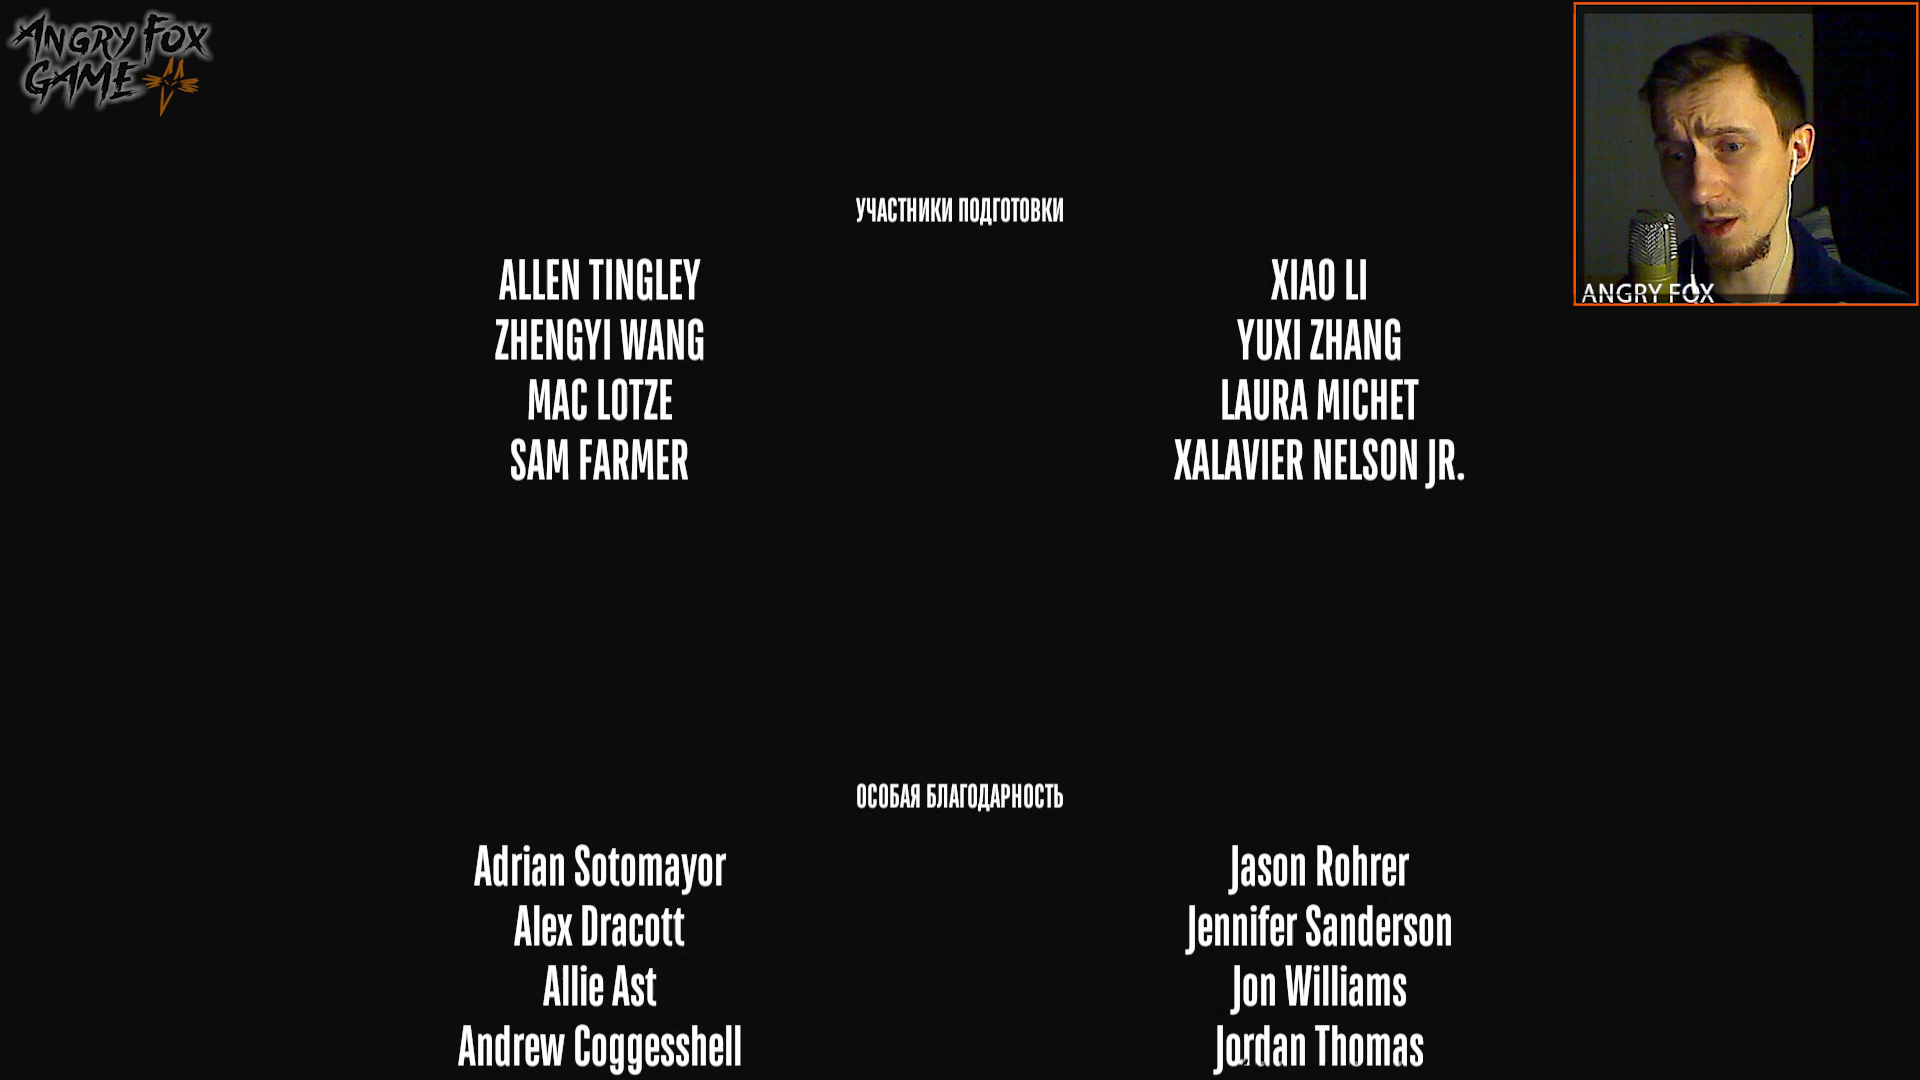 ANGRY FOX
GAME
ANGRY FOX
УЧАСТНИКИ ПОДГОТОВКИ
ALLEN TINGLEY
XIAO LI
ZHENGYI WANG
YUXI ZHANG
MAC LOTZE
LAURA MICHET
SAM FARMER
XALAVIER NELSON JR.
ОСОБАЯ БЛАГОДАРНОСТЬ
Adrian Sotomayor
Jason Rohrer
Alex Dracott
Jennifer Sanderson
Allie Ast
Jon Williams
Andrew Coggesshell
Jordan Thomas